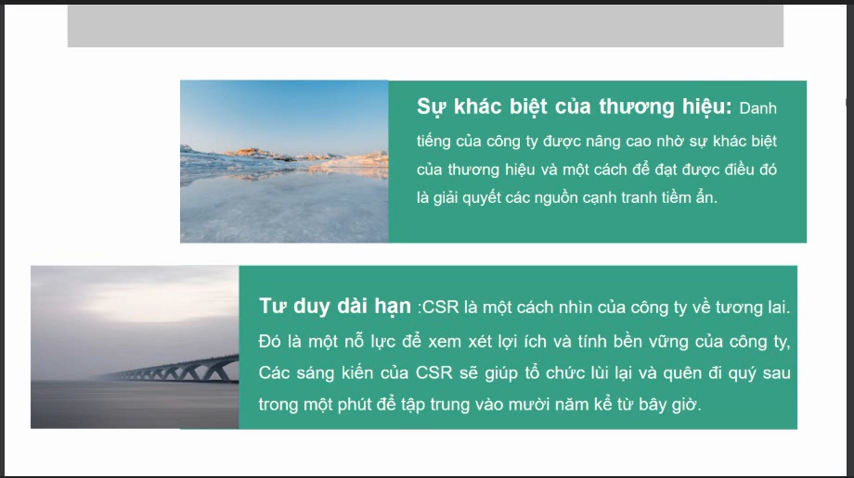 Sự khác biệt của thương hiệu: Danh
tiếng của công ty được nâng cao nhờ sự khác biệt
của thương hiệu và một cách để đạt được điều đó
là giải quyết các nguồn cạnh tranh tiềm ẩn.
Tư duy dài hạn :CSR là một cách nhìn của công ty về tương lai.
Đó là một nỗ lực để xem xét lợi ích và tính bền vững của công ty,
Các sáng kiến của CSR sẽ giúp tổ chức lùi lại và quên đi quý sau
trong một phút để tập trung vào mười năm kể từ bây giờ.